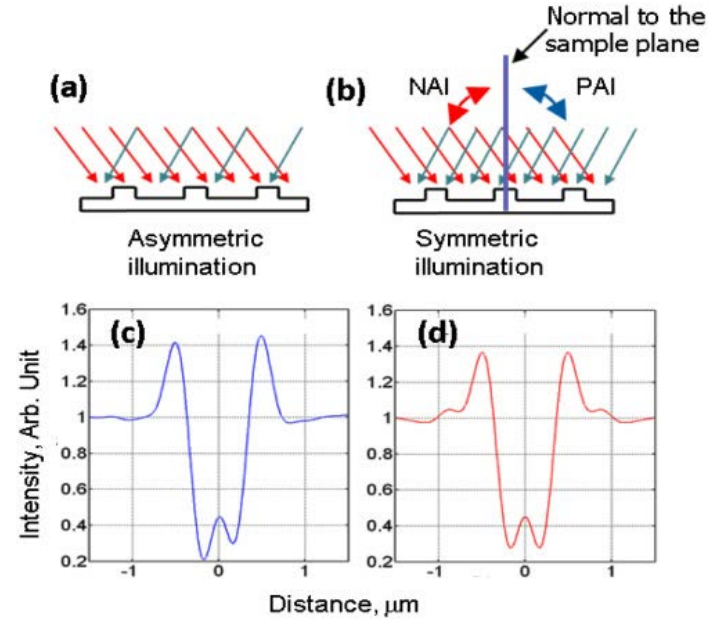 Normal to the
sample plane
(a)
(b)
NAI
PAI
Asymmetric
illumination
Symmetric
illumination
Intensity, Arb. Unit
1.6
1.4
1.2
1
0.8
0.6
0.4
0.2
(c)
-1
0
1
1.6
1.4
1.2
1
0.8
0.6
0.4
0.2
(d)
-1
0
1
Distance, μm